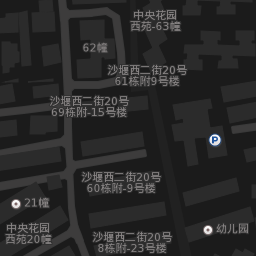 中央花园
西苑-63幢
62幢
沙堰西二街20号
61栋附9号楼
沙堰西二街20号
69栋附-15号楼
P
沙堰西二街20号
60栋附-9号楼
21幢
中央花园
西苑20幢
幼儿园
沙堰西二街20号
8栋附-23号楼